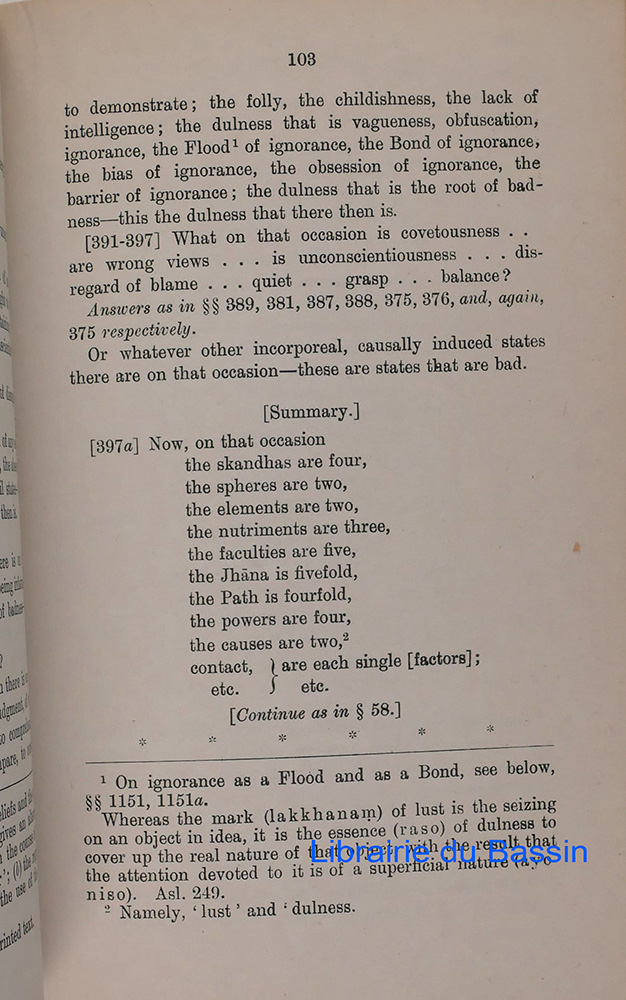 103
to demonstrate; the folly, the childishness, the lack of
intelligence; the dulness that is vagueness, obfuscation,
ignorance, the Flood¹ of ignorance, the Bond of ignorance,
the bias of ignorance, the obsession of ignorance, the
barrier of ignorance; the dulness that is the root of bad-
ness—this the dulness that there then is.
[391-397] What on that occasion is covetousness . .
are wrong views . . . is unconscientiousness . . . dis-
regard of blame . . . quiet . . . grasp . . . balance?
Answers as in §§ 389, 381, 387, 388, 375, 376, and, again,
375 respectively.
Or whatever other incorporeal, causally induced states
there are on that occasion—these are states that are bad.
[Summary.]
[397a] Now, on that occasion
the skandhas are four,
the spheres are two,
the elements are two,
the nutriments are three,
the faculties are five,
the Jhāna is fivefold,
the Path is fourfold,
the powers are four,
the causes are two,²
contact, } are each single [factors];
etc. } etc.
[Continue as in § 58.]
* * * * * *
¹ On ignorance as a Flood and as a Bond, see below,
§§ 1151, 1151a.
Whereas the mark (lakkhanaṃ) of lust is the seizing
on an object in idea, it is the essence (raso) of dulness to
cover up the real nature of that with the result that
the attention devoted to it is of a superficial nature (ayo
niso). Asl. 249.
² Namely, ‘lust’ and ‘dulness.
Librairie du Bassin